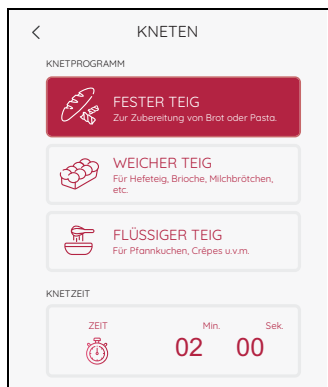 KNETEN
KNETPROGRAMM
FESTER TEIG
Zur Zubereitung von Brot oder Pasta.
WEICHER TEIG
Für Hefeteig, Brioche, Milchbrötchen,
etc.
FLÜSSIGER TEIG
Für Pfannkuchen, Crêpes u.v.m.
KNETZEIT
ZEIT Min. Sek.
02 00